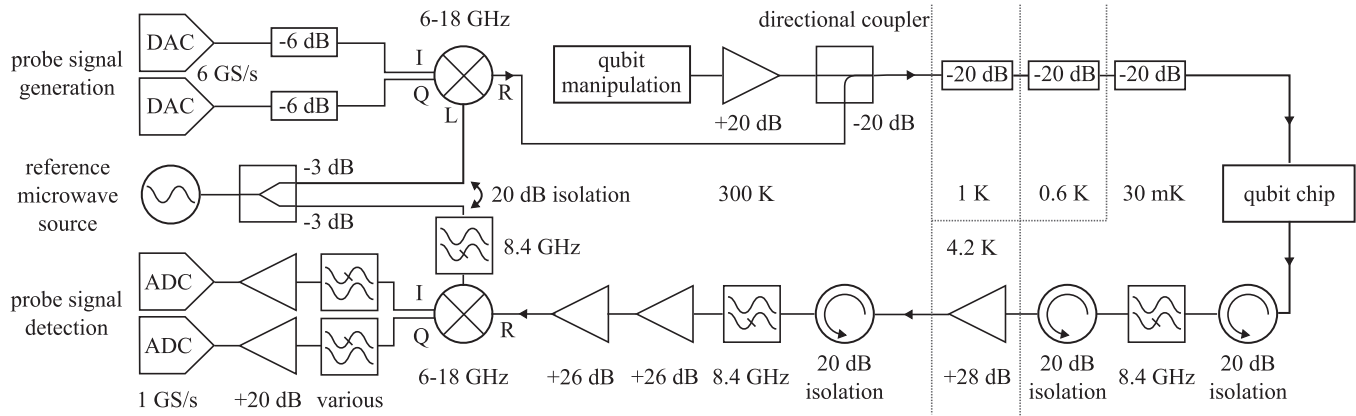 6-18 GHz
directional coupler
DAC
-6 dB
I
6 GS/s
Q
R
L
DAC
-6 dB
probe signal
generation
qubit
manipulation
+20 dB
-20 dB
-20 dB
-20 dB
-20 dB
reference
microwave
source
-3 dB
-3 dB
20 dB isolation
300 K
1 K
0.6 K
30 mK
qubit chip
8.4 GHz
4.2 K
probe signal
detection
ADC
ADC
I
Q
R
1 GS/s
+20 dB
various
6-18 GHz
+26 dB
+26 dB
8.4 GHz
20 dB
isolation
+28 dB
20 dB
isolation
8.4 GHz
20 dB
isolation